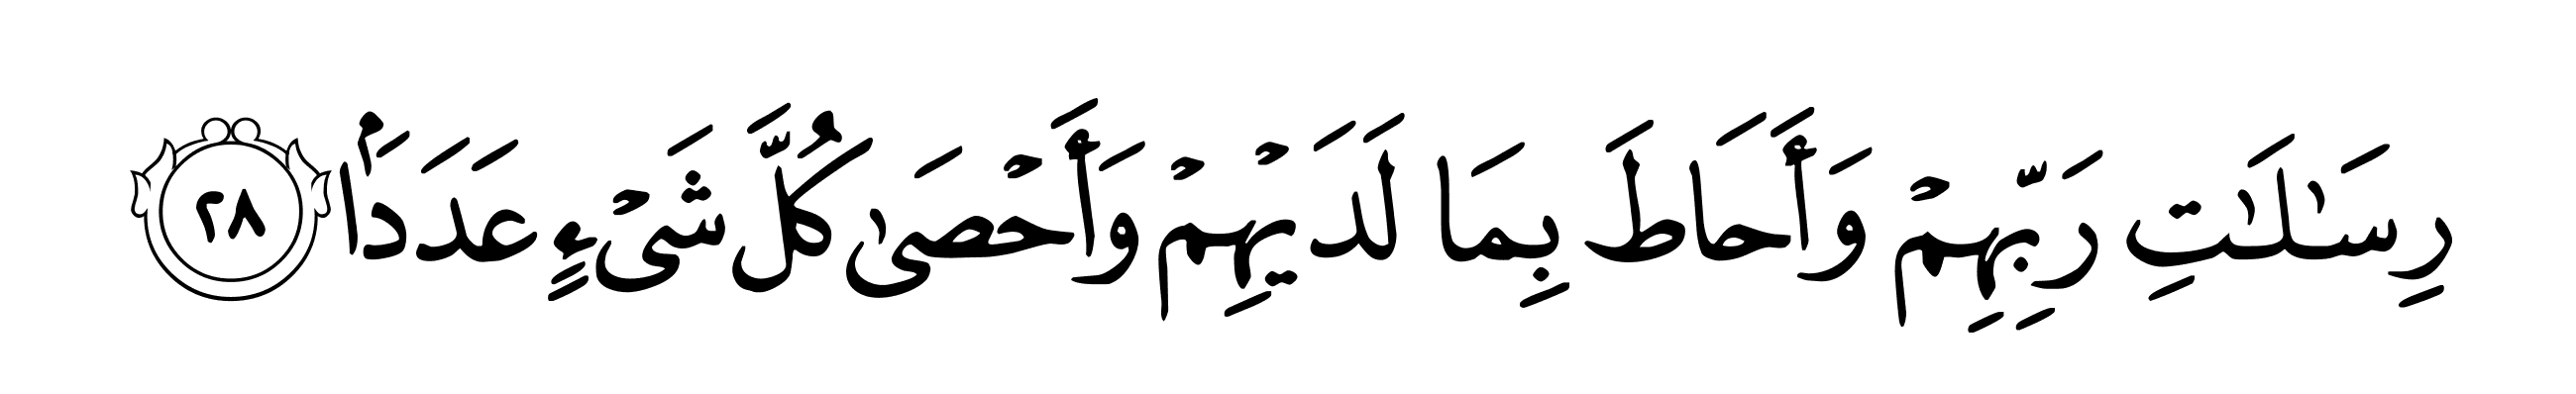 رِسَـٰلَـٰتِ رَبِّهِمْ وَأَحَاطَ بِمَا لَدَيْهِمْ وَأَحْصَىٰ كُلَّ شَىْءٍ عَدَدَۢا ٢٨